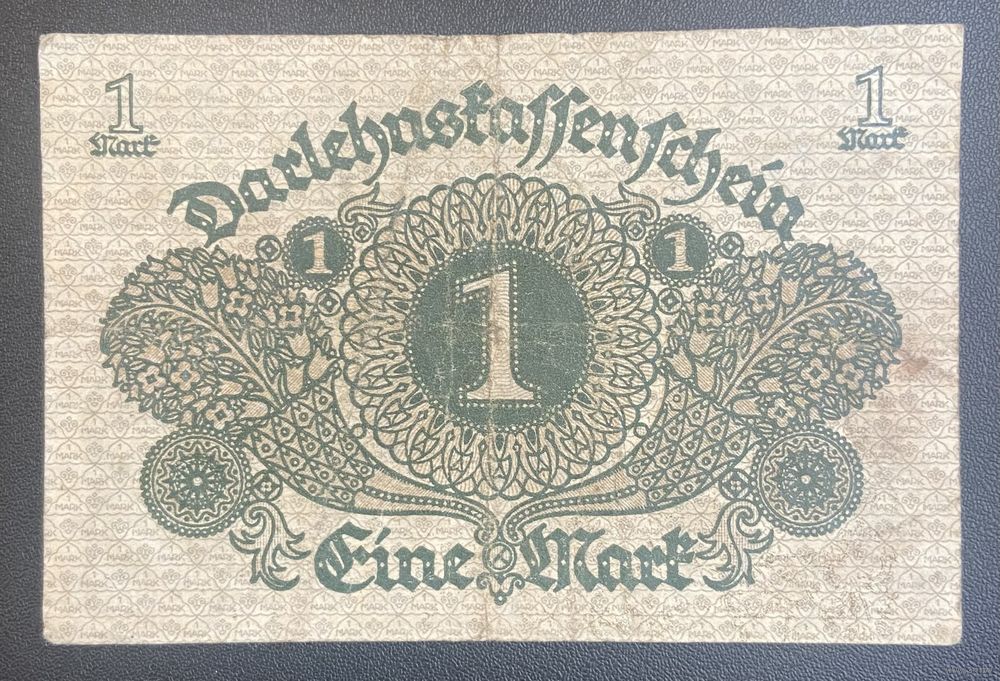 1 1
Mark Mark
Darlehnskassenschein
1 1
1
Eine Mark